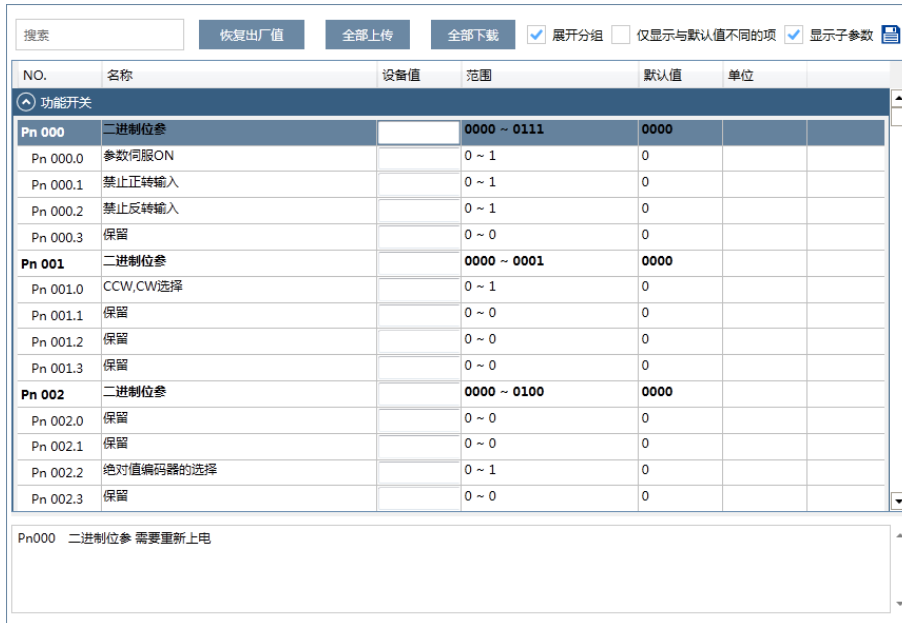 搜索 恢复出厂值 全部上传 全部下载 展开分组 仅显示与默认值不同的项 显示子参数
NO. 名称 设备值 范围 默认值 单位
功能开关
Pn 000 二进制位参 0000 ~ 0111 0000
Pn 000.0 参数伺服ON 0 ~ 1 0
Pn 000.1 禁止正转输入 0 ~ 1 0
Pn 000.2 禁止反转输入 0 ~ 1 0
Pn 000.3 保留 0 ~ 0 0
Pn 001 二进制位参 0000 ~ 0001 0000
Pn 001.0 CCW,CW选择 0 ~ 1 0
Pn 001.1 保留 0 ~ 0 0
Pn 001.2 保留 0 ~ 0 0
Pn 001.3 保留 0 ~ 0 0
Pn 002 二进制位参 0000 ~ 0100 0000
Pn 002.0 保留 0 ~ 0 0
Pn 002.1 保留 0 ~ 0 0
Pn 002.2 绝对值编码器的选择 0 ~ 1 0
Pn 002.3 保留 0 ~ 0 0
Pn000 二进制位参 需要重新上电